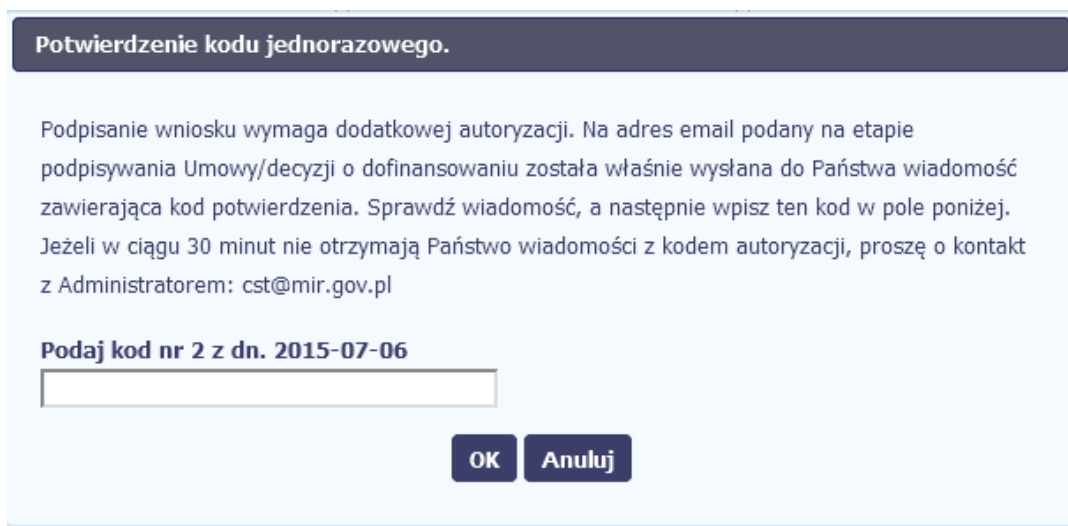 Potwierdzenie kodu jednorazowego.
Podpisanie wniosku wymaga dodatkowej autoryzacji. Na adres email podany na etapie
podpisywania Umowy/decyzji o dofinansowaniu została właśnie wysłana do Państwa wiadomość
zawierająca kod potwierdzenia. Sprawdź wiadomość, a następnie wpisz ten kod w pole poniżej.
Jeżeli w ciągu 30 minut nie otrzymają Państwo wiadomości z kodem autoryzacji, proszę o kontakt
z Administratorem: cst@mir.gov.pl
Podaj kod nr 2 z dn. 2015-07-06
OK Anuluj